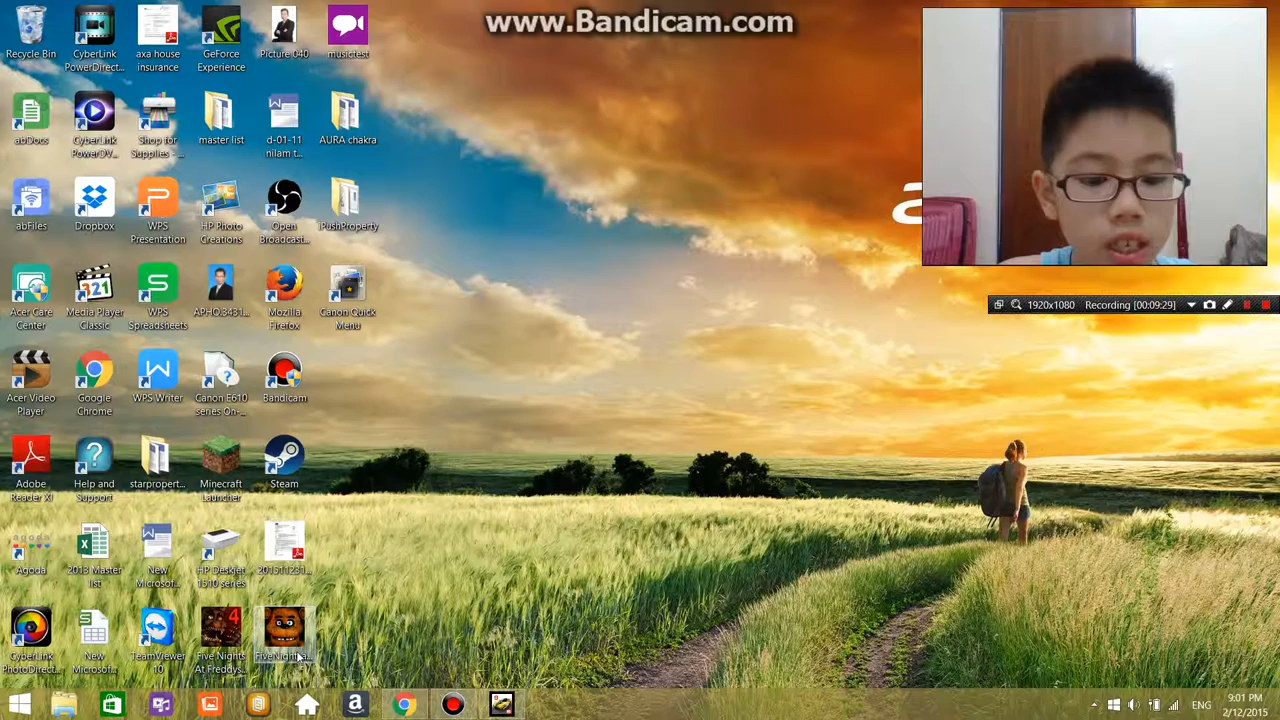 www.Bandicam.com
1920x1080 Recording [00:09:29]
Recycle Bin
CyberLink PowerDirect...
axa house insurance
GeForce Experience
Picture 040
musictest
abDocs
CyberLink PowerDV...
Shop for Supplies - ...
master list
d-01-11 nilam t...
AURA chakra
abFiles
Dropbox
WPS Presentation
HP Photo Creations
Open Broadcast...
iPushProperty
Acer Care Center
Media Player Classic
WPS Spreadsheets
APHO.3431...
Mozilla Firefox
Canon Quick Menu
Acer Video Player
Google Chrome
WPS Writer
Canon E610 series On-...
Bandicam
Adobe Reader XI
Help and Support
starpropert...
Minecraft Launcher
Steam
Agoda
2013 Master list
New Microsof...
HP Deskjet 1510 series
201511231...
CyberLink PhotoDirect...
New Microsof...
TeamViewer 10
Five Nights At Freddys...
ENG
9:01 PM
2/12/2015